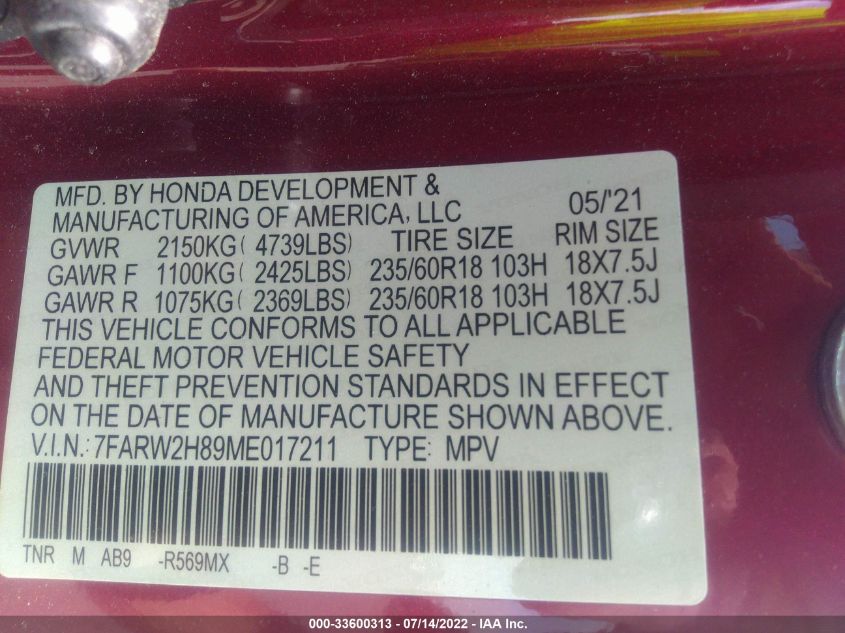 MFD. BY HONDA DEVELOPMENT &
MANUFACTURING OF AMERICA, LLC 05/'21
GVWR 2150KG( 4739LBS) TIRE SIZE RIM SIZE
GAWR F 1100KG( 2425LBS) 235/60R18 103H 18X7.5J
GAWR R 1075KG( 2369LBS) 235/60R18 103H 18X7.5J
THIS VEHICLE CONFORMS TO ALL APPLICABLE
FEDERAL MOTOR VEHICLE SAFETY
AND THEFT PREVENTION STANDARDS IN EFFECT
ON THE DATE OF MANUFACTURE SHOWN ABOVE.
V.I.N.: 7FARW2H89ME017211 TYPE: MPV
TNR M AB9 -R569MX -B -E
000-33600313 - 07/14/2022 - IAA Inc.